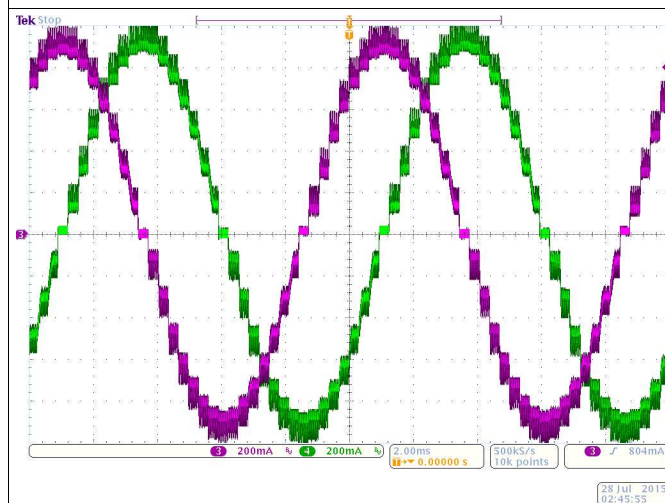 Tek Stop
T
T
3
3 200mA 4 200mA
2.00ms
T→▼ 0.00000 s
500kS/s
10k points
3 ∫ 804mA
28 Jul 2015
02:45:55